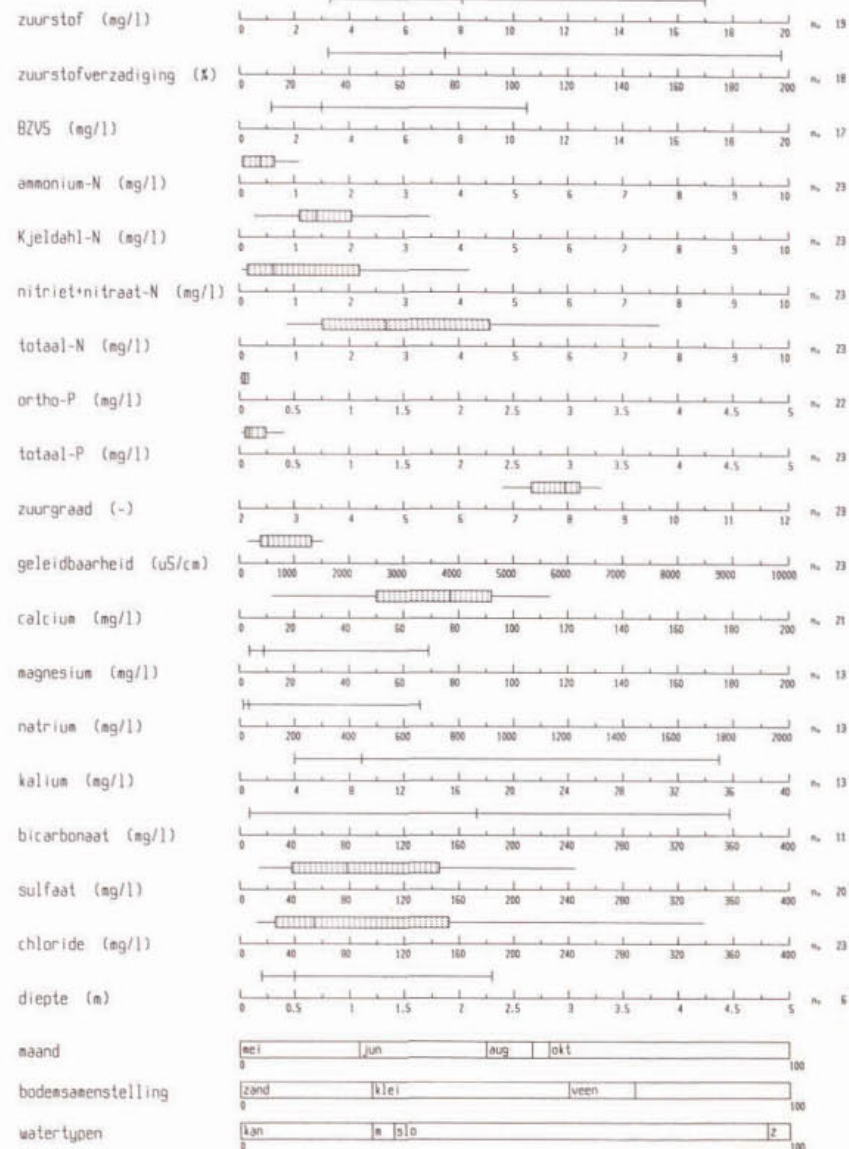 zuurstof (mg/l) 0 2 4 6 8 10 12 14 16 18 20 n= 19
zuurstofverzadiging (%) 0 20 40 60 80 100 120 140 160 180 200 n= 18
BZV5 (mg/l) 0 2 4 6 8 10 12 14 16 18 20 n= 17
ammonium-N (mg/l) 0 1 2 3 4 5 6 7 8 9 10 n= 23
Kjeldahl-N (mg/l) 0 1 2 3 4 5 6 7 8 9 10 n= 23
nitriet+nitraat-N (mg/l) 0 1 2 3 4 5 6 7 8 9 10 n= 23
totaal-N (mg/l) 0 1 2 3 4 5 6 7 8 9 10 n= 23
ortho-P (mg/l) 0 0.5 1 1.5 2 2.5 3 3.5 4 4.5 5 n= 22
totaal-P (mg/l) 0 0.5 1 1.5 2 2.5 3 3.5 4 4.5 5 n= 23
zuurgraad (-) 2 3 4 5 6 7 8 9 10 11 12 n= 23
geleidbaarheid (uS/cm) 0 1000 2000 3000 4000 5000 6000 7000 8000 9000 10000 n= 23
calcium (mg/l) 0 20 40 60 80 100 120 140 160 180 200 n= 21
magnesium (mg/l) 0 20 40 60 80 100 120 140 160 180 200 n= 13
natrium (mg/l) 0 200 400 600 800 1000 1200 1400 1600 1800 2000 n= 13
kalium (mg/l) 0 4 8 12 16 20 24 28 32 36 40 n= 13
bicarbonaat (mg/l) 0 40 80 120 160 200 240 280 320 360 400 n= 11
sulfaat (mg/l) 0 40 80 120 160 200 240 280 320 360 400 n= 20
chloride (mg/l) 0 40 80 120 160 200 240 280 320 360 400 n= 23
diepte (m) 0 0.5 1 1.5 2 2.5 3 3.5 4 4.5 5 n= 6
maand mei jun aug okt
0 100
bodemsamenstelling zand klei veen
0 100
watertypen kan m slo z
0 100